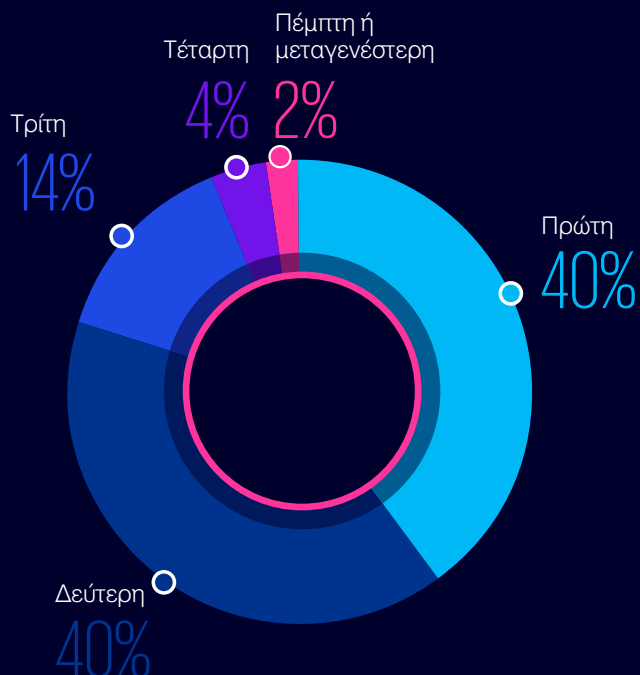 Πέμπτη ή
μεταγενέστερη
2%
Τέταρτη
4%
Τρίτη
14%
Πρώτη
40%
Δεύτερη
40%